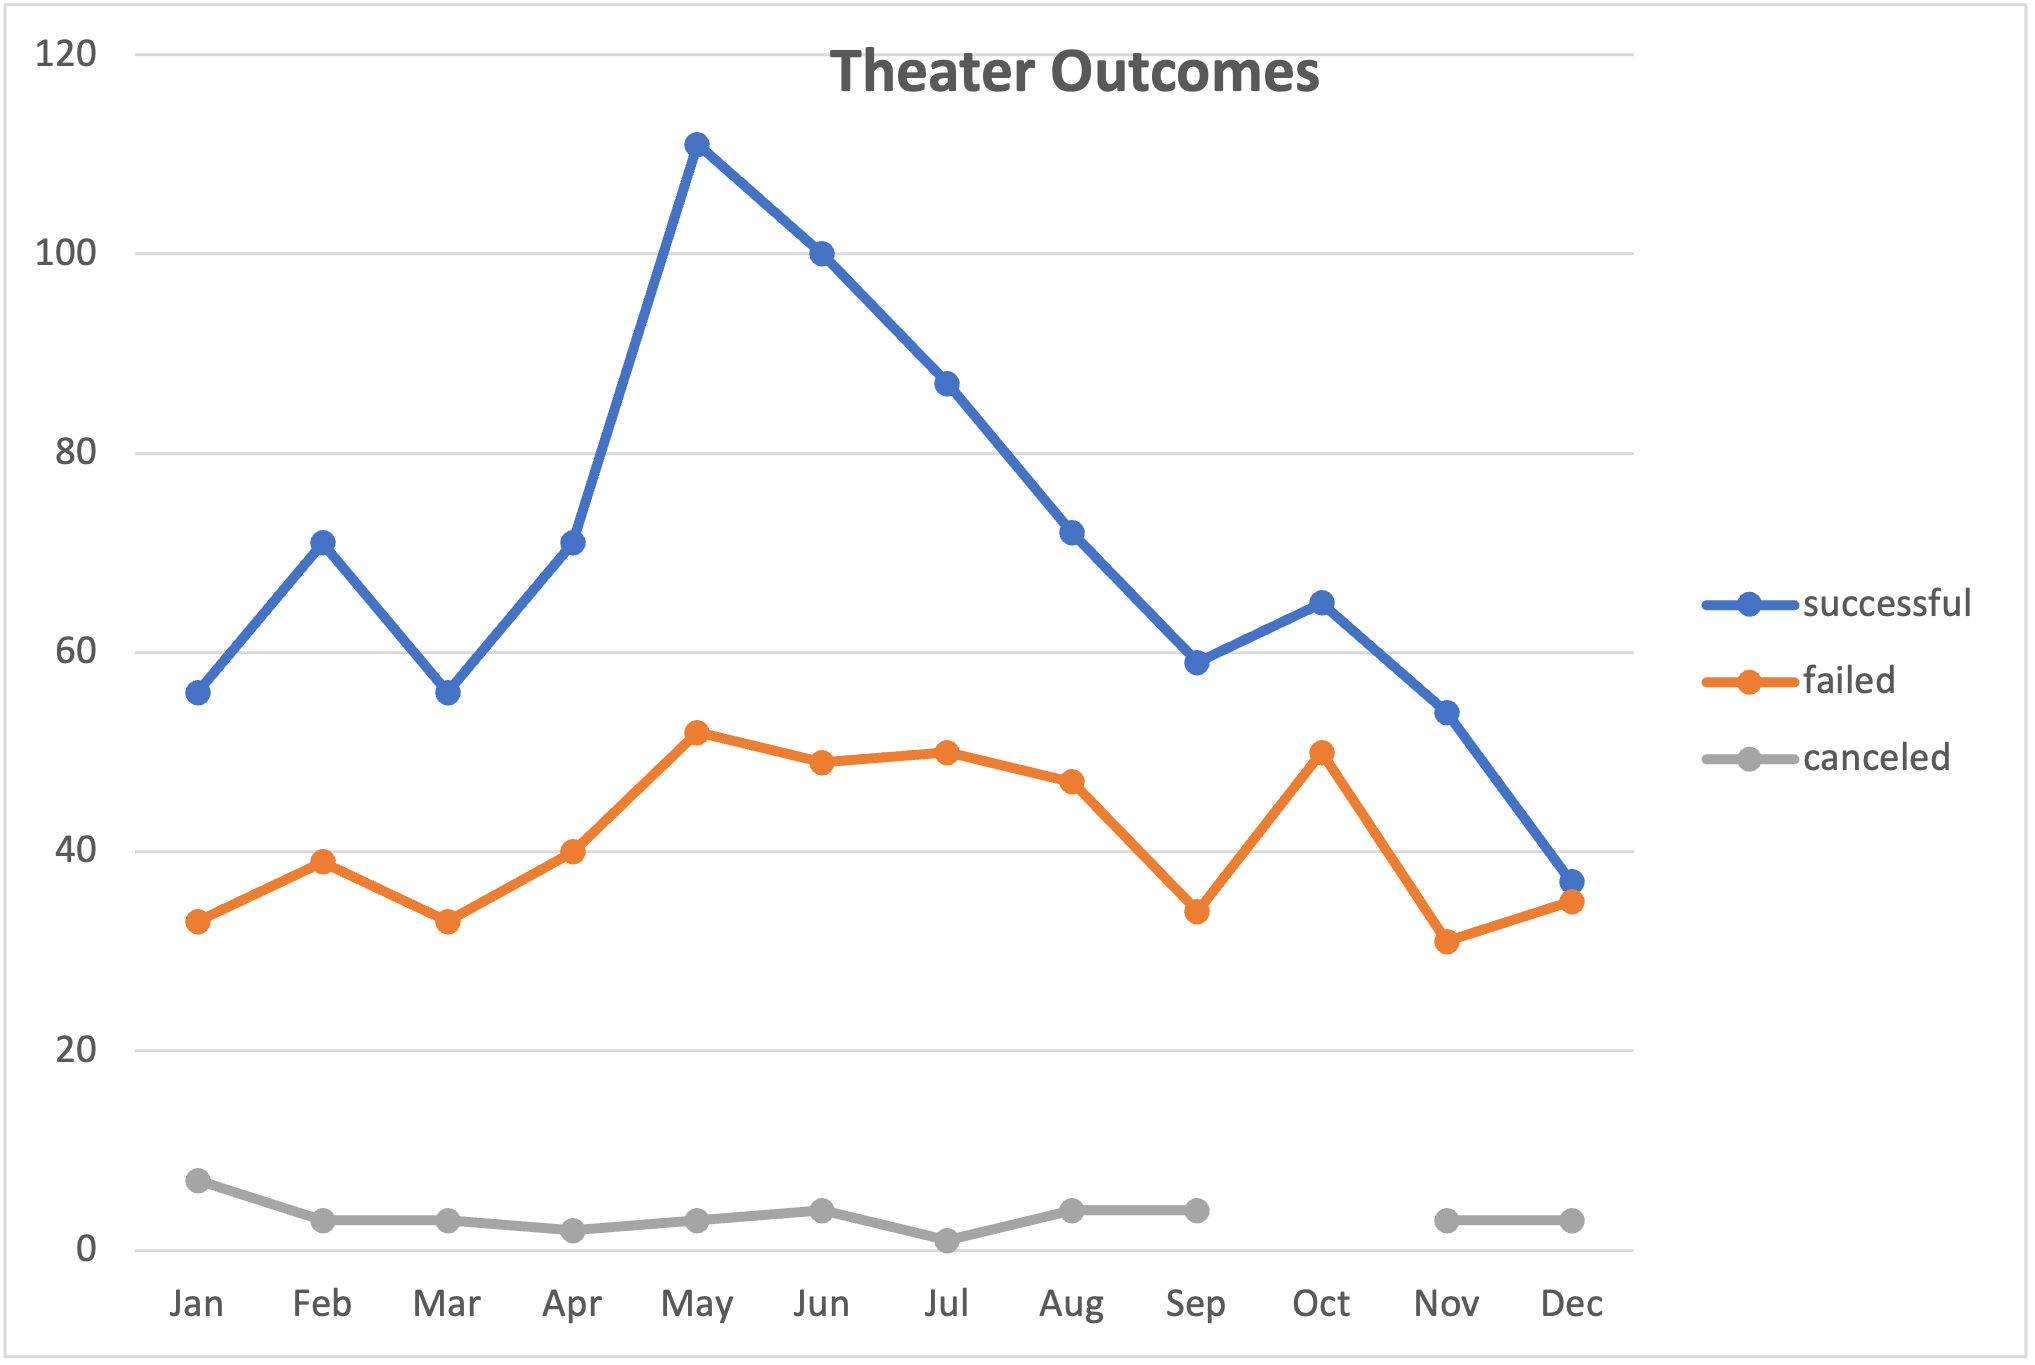 Theater Outcomes
120
100
80
60
40
20
0
Jan Feb Mar Apr May Jun Jul Aug Sep Oct Nov Dec
successful
failed
canceled